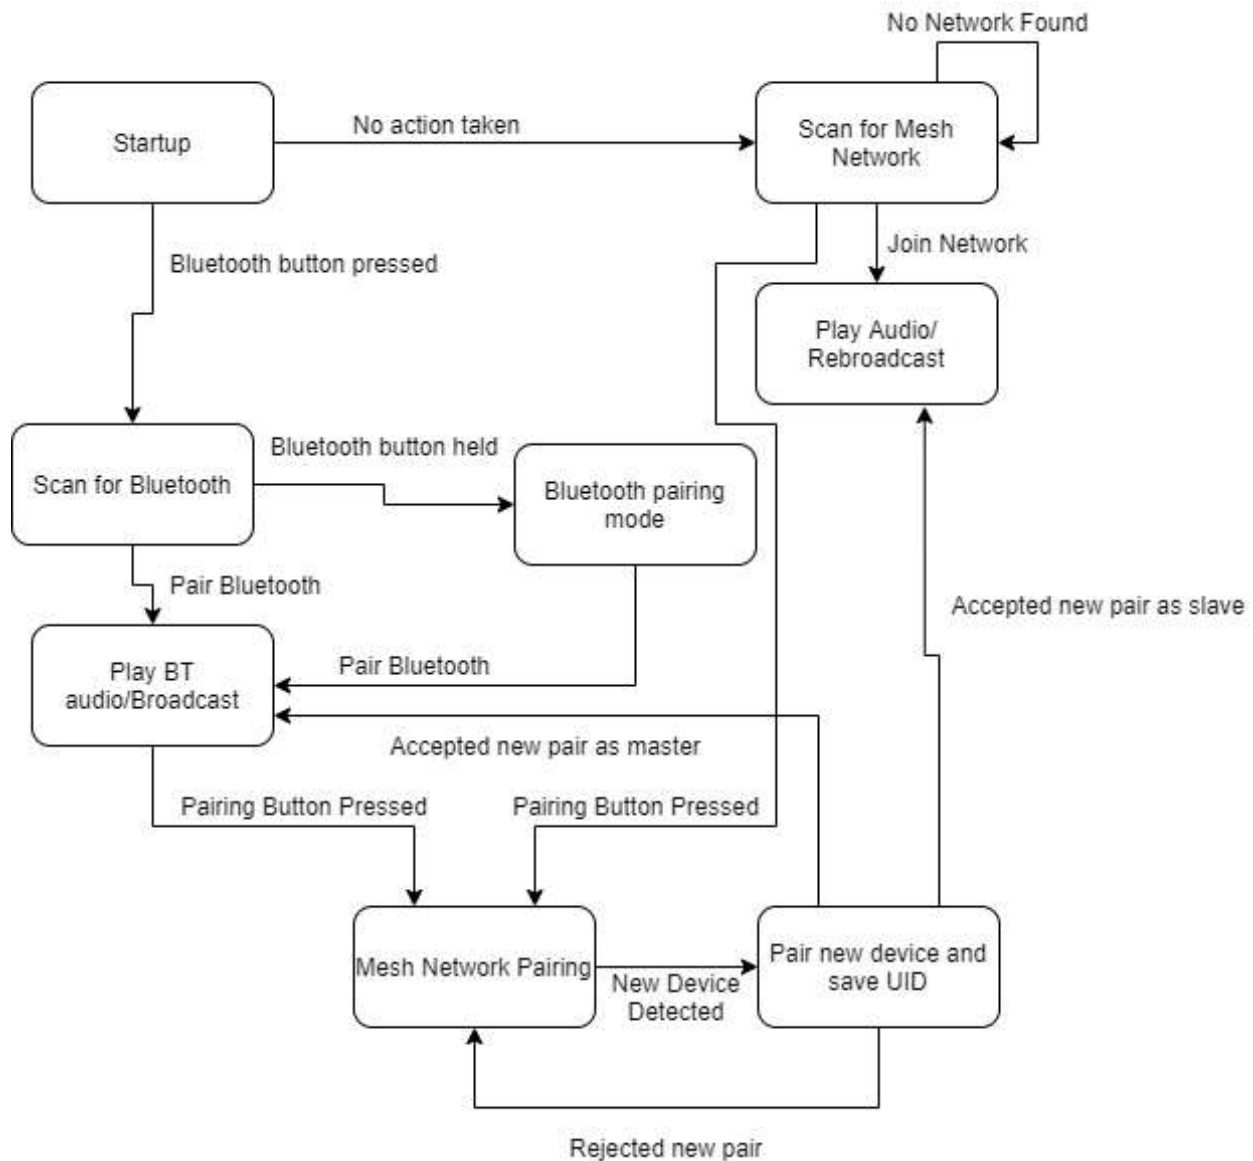 No Network Found
Startup
No action taken
Scan for Mesh
Network
Bluetooth button pressed
Join Network
Play Audio/
Rebroadcast
Bluetooth button held
Scan for Bluetooth
Bluetooth pairing
mode
Pair Bluetooth
Accepted new pair as slave
Play BT
audio/Broadcast
Pair Bluetooth
Accepted new pair as master
Pairing Button Pressed
Pairing Button Pressed
Mesh Network Pairing
New Device
Detected
Pair new device and
save UID
Rejected new pair